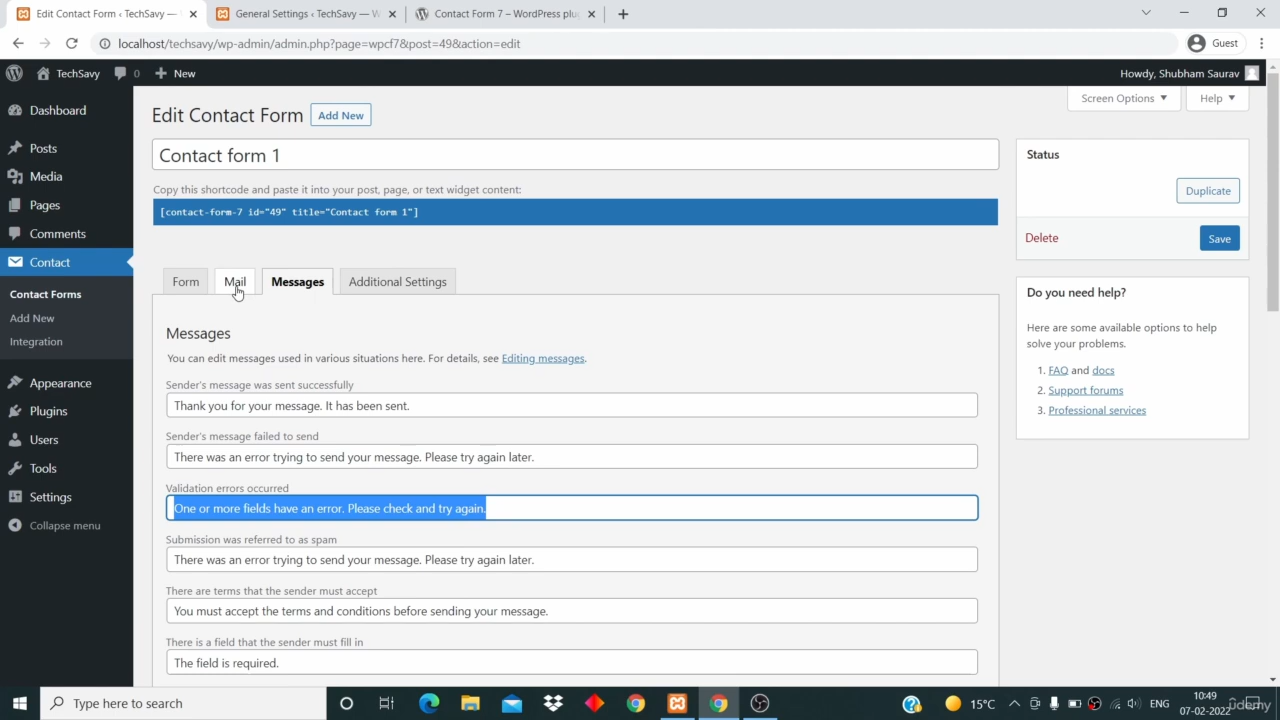 Edit Contact Form ‹ TechSavy —
General Settings ‹ TechSavy — W
Contact Form 7 – WordPress plu
localhost/techsavy/wp-admin/admin.php?page=wpcf7&post=49&action=edit
Guest
TechSavy
0
New
Howdy, Shubham Saurav
Dashboard
Posts
Media
Pages
Comments
Contact
Contact Forms
Add New
Integration
Appearance
Plugins
Users
Tools
Settings
Collapse menu
Screen Options
Help
Edit Contact Form
Add New
Contact form 1
Copy this shortcode and paste it into your post, page, or text widget content:
[contact-form-7 id="49" title="Contact form 1"]
Form
Mail
Messages
Additional Settings
Messages
You can edit messages used in various situations here. For details, see Editing messages.
Sender's message was sent successfully
Thank you for your message. It has been sent.
Sender's message failed to send
There was an error trying to send your message. Please try again later.
Validation errors occurred
One or more fields have an error. Please check and try again.
Submission was referred to as spam
There was an error trying to send your message. Please try again later.
There are terms that the sender must accept
You must accept the terms and conditions before sending your message.
There is a field that the sender must fill in
The field is required.
Status
Duplicate
Delete
Save
Do you need help?
Here are some available options to help
solve your problems.
1. FAQ and docs
2. Support forums
3. Professional services
Type here to search
15°C
ENG
10:49
07-02-2022
udemy